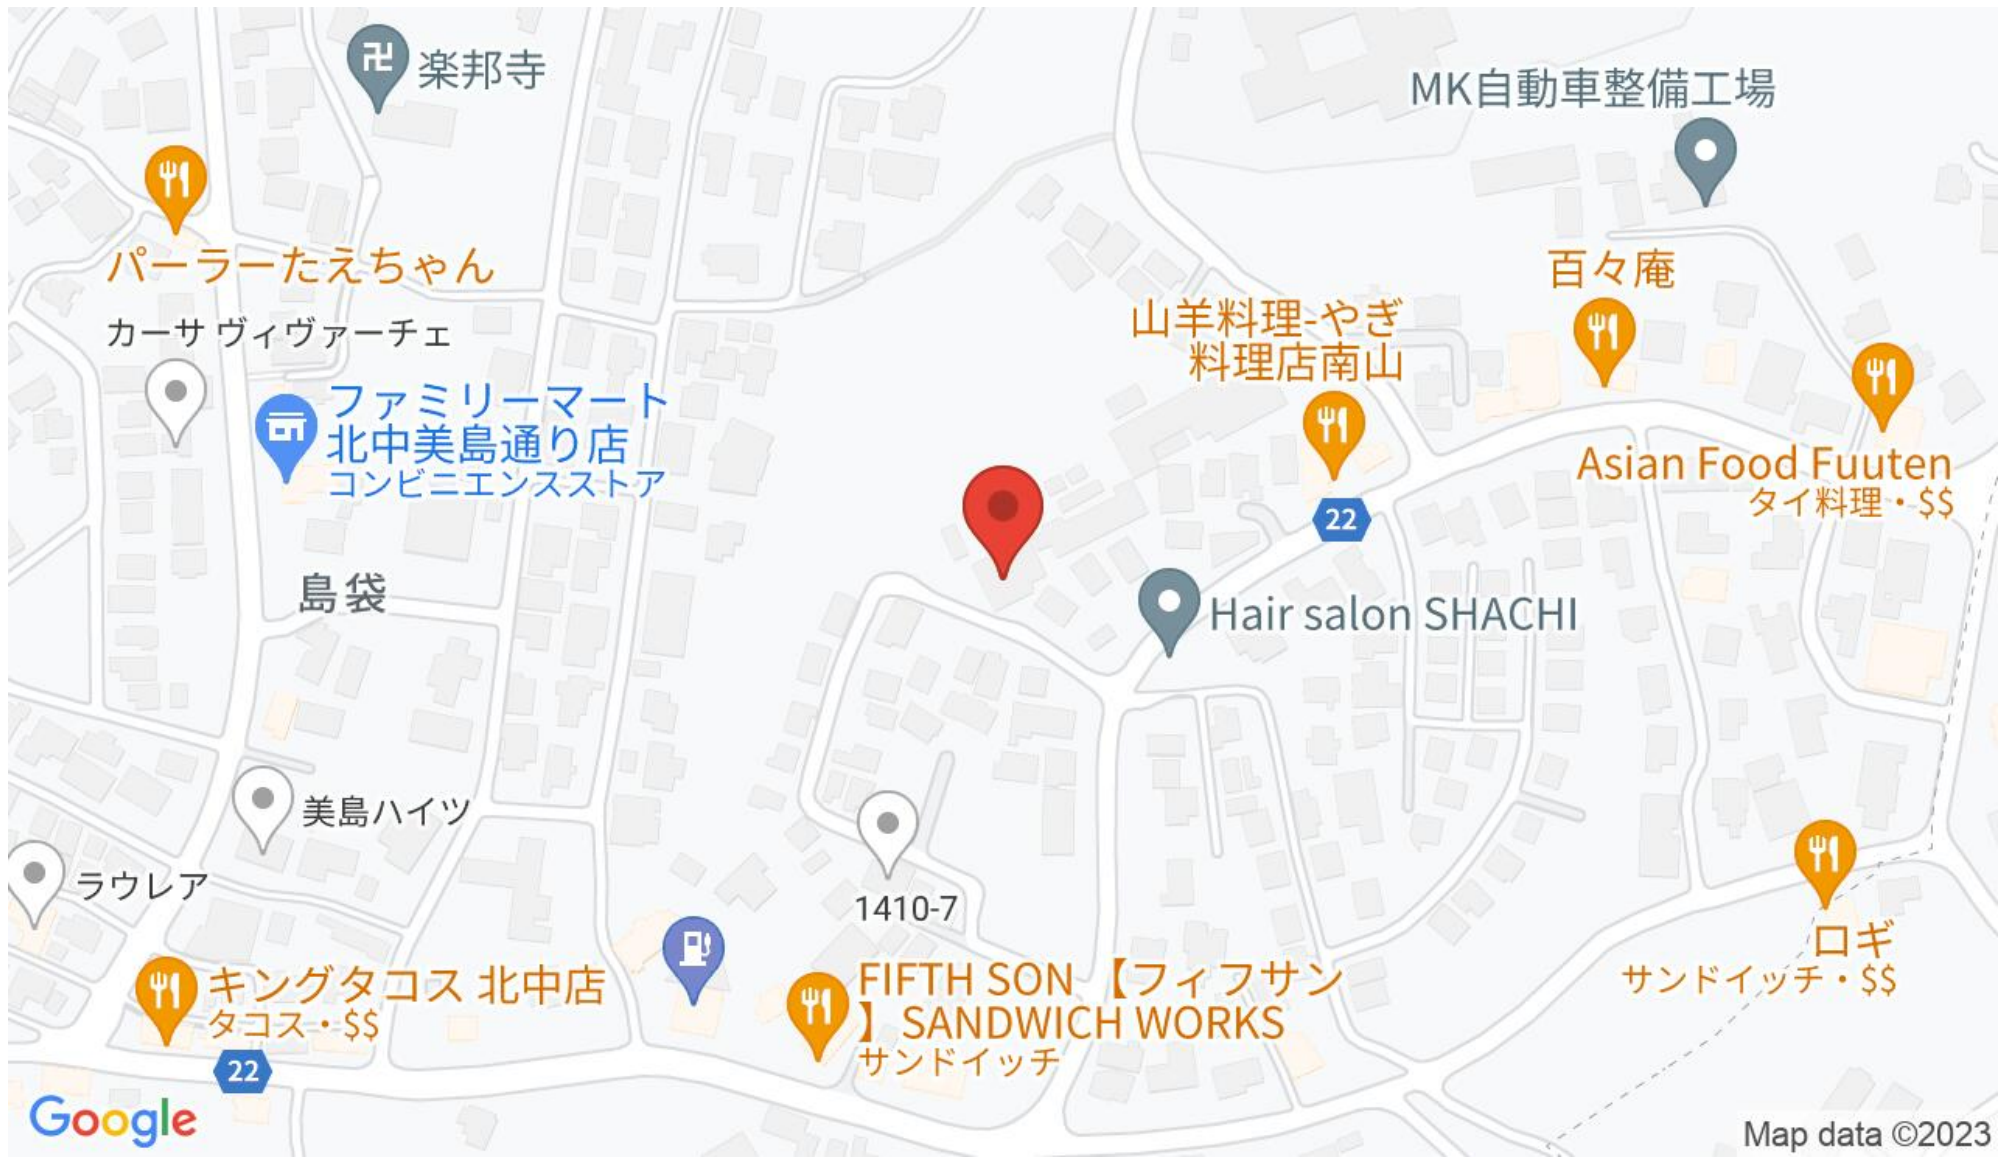 楽邦寺
MK自動車整備工場
パーラーたえちゃん
百々庵
カーサ ヴィヴァーチェ
山羊料理-やぎ
料理店南山
ファミリーマート
北中美島通り店
コンビニエンスストア
Asian Food Fuuten
タイ料理・$$
22
島袋
Hair salon SHACHI
美島ハイツ
ラウレア
1410-7
ロギ
サンドイッチ・$$
キングタコス 北中店
タコス・$$
FIFTH SON 【フィフサン
】 SANDWICH WORKS
サンドイッチ
22
Google
Map data ©2023